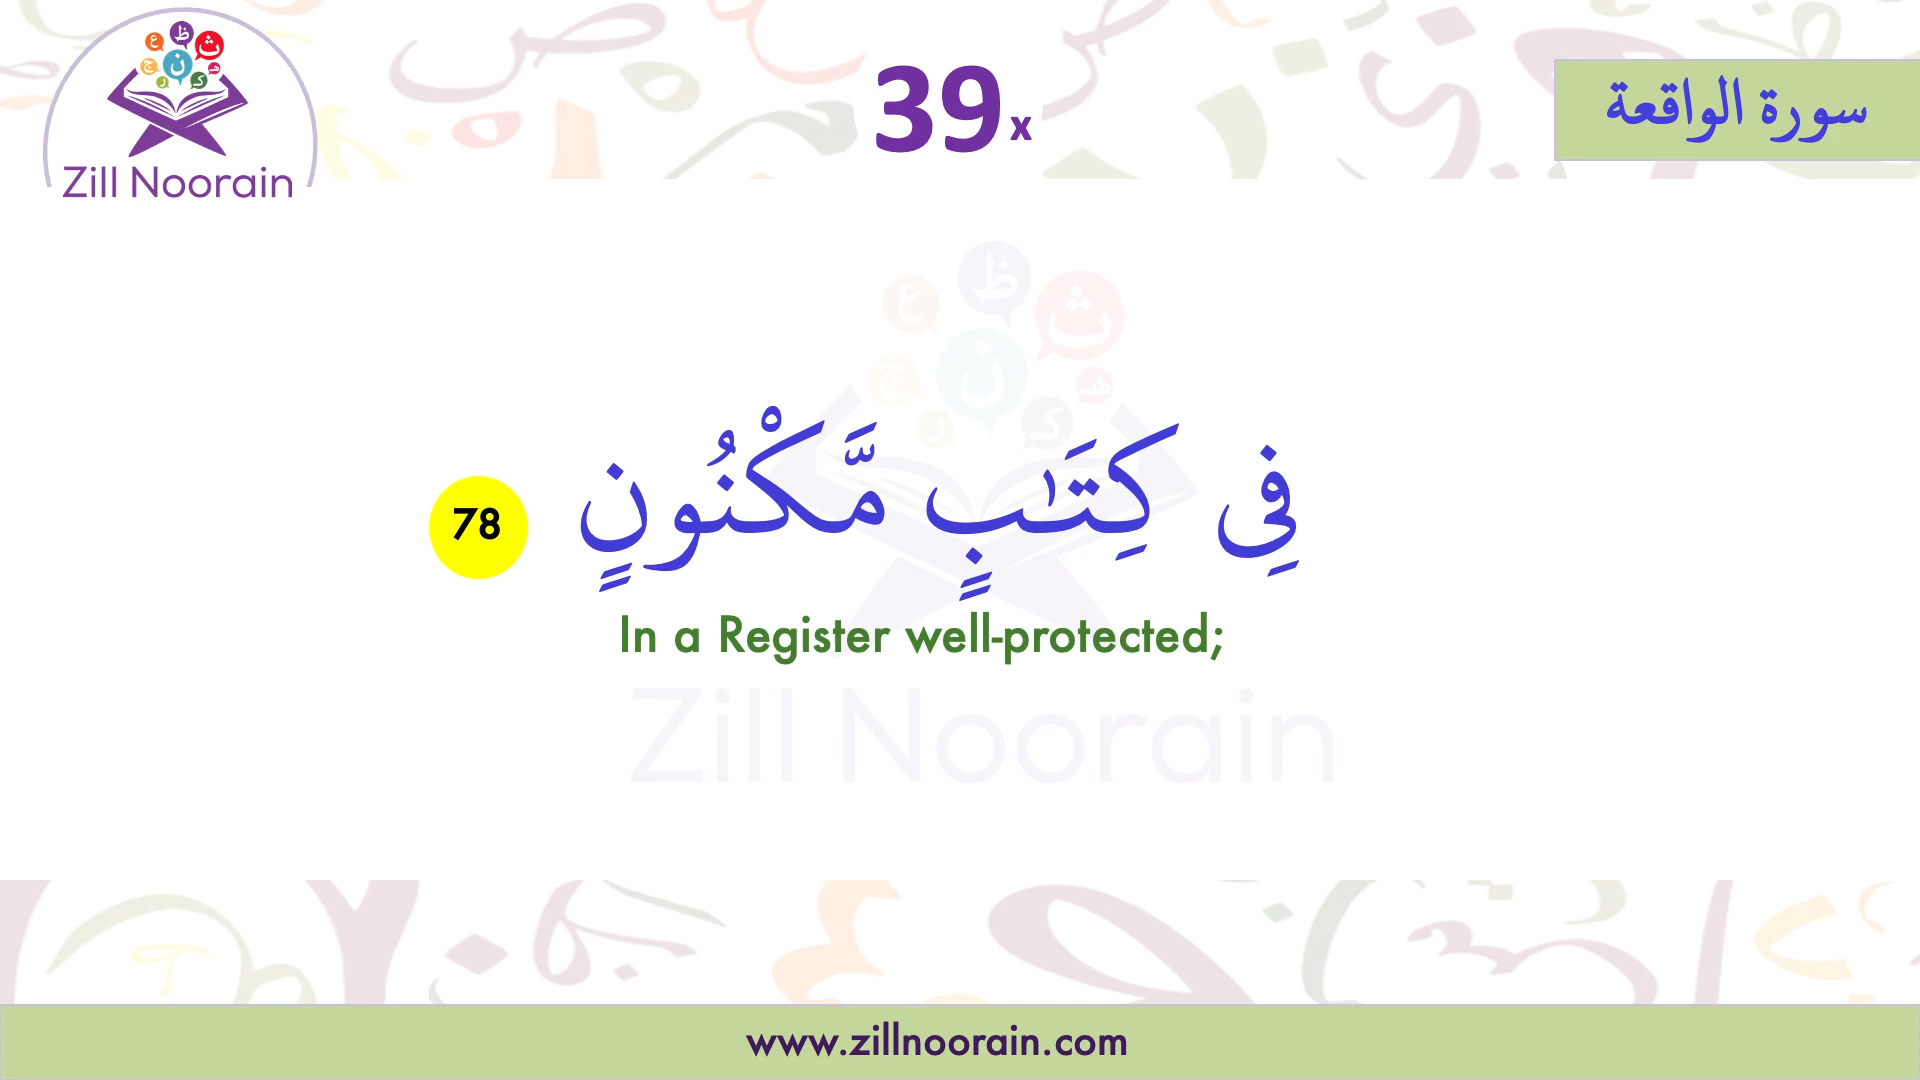 Zill Noorain
39x
سورة الواقعة
فِي كِتَٰبٍ مَّكْنُونٍ 78
In a Register well-protected;
Zill Noorain
www.zillnoorain.com